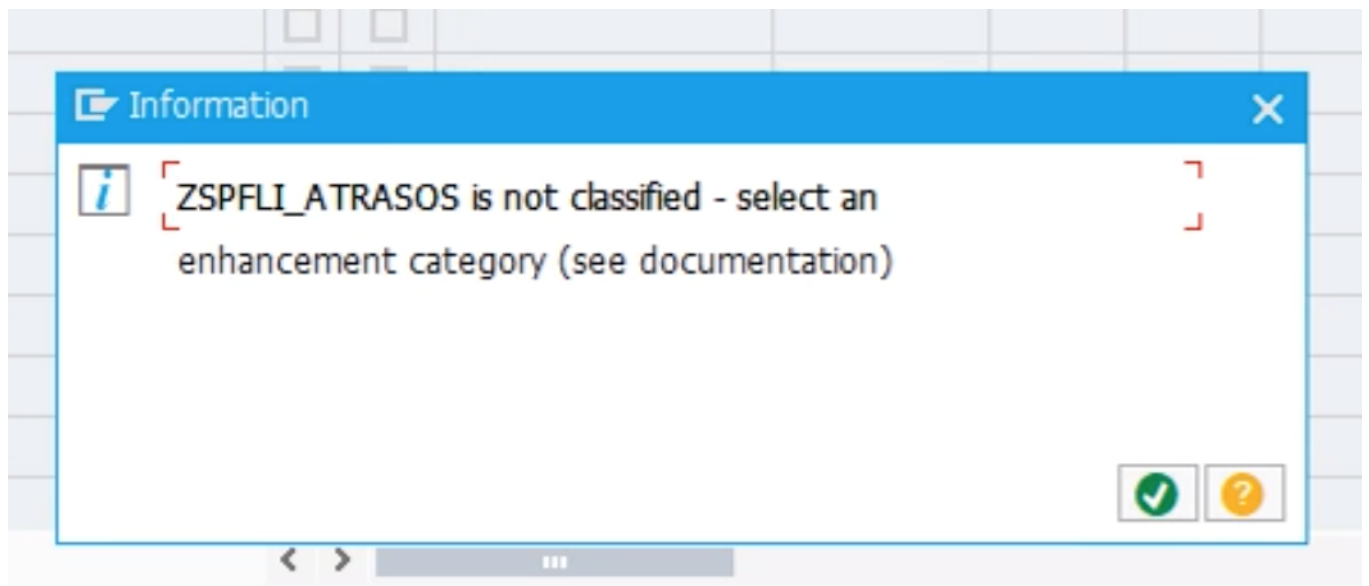 Information
ZSPFLI_ATRASOS is not classified - select an
enhancement category (see documentation)